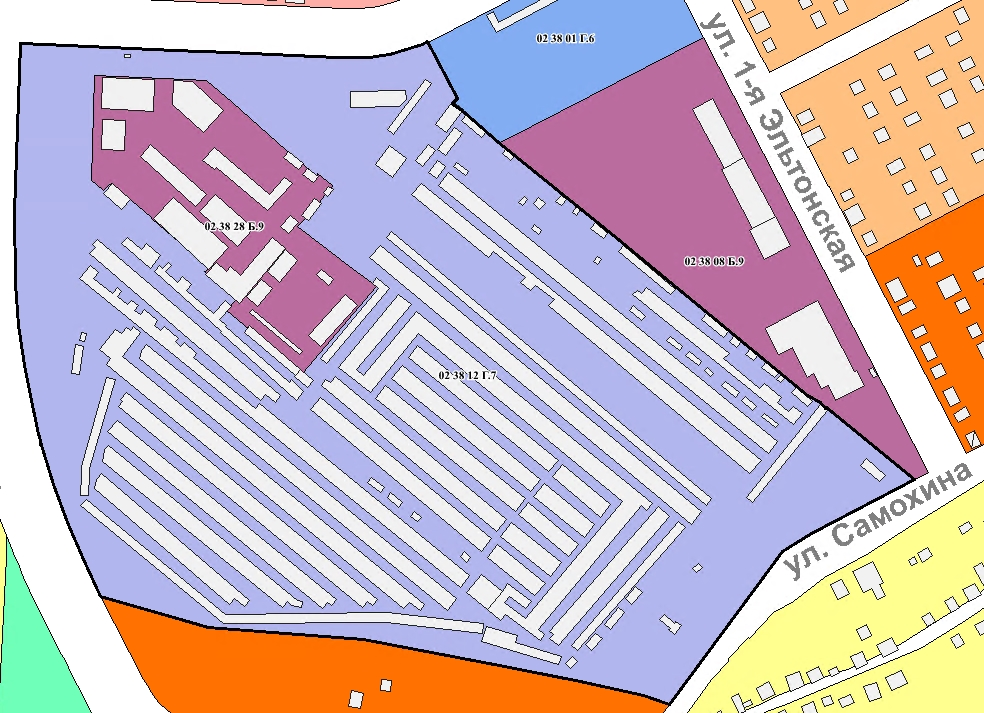 02 38 01 Г.6
ул. 1-я Эльтонская
02 38 28 Б.9
02 38 08 Б.9
02 38 12 Г.7
ул. Самохина